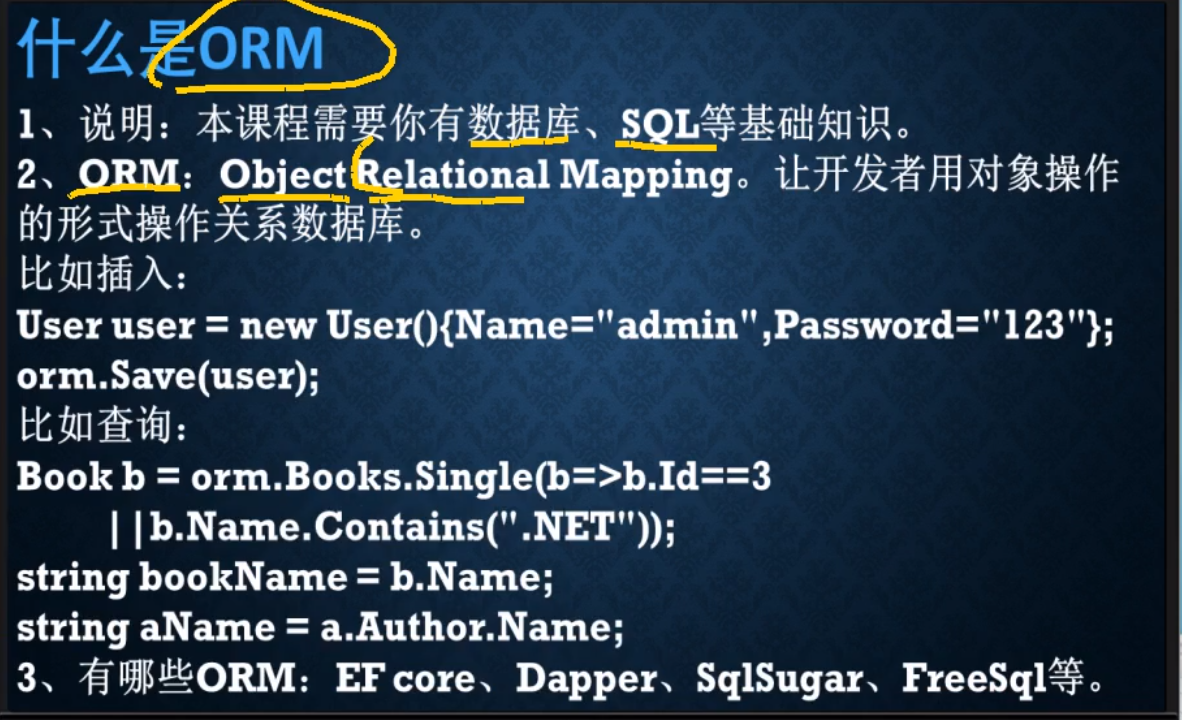 什么是ORM
1、说明：本课程需要你有数据库、SQL等基础知识。
2、ORM：Object Relational Mapping。让开发者用对象操作
的形式操作关系数据库。
比如插入：
User user = new User(){Name="admin",Password="123"};
orm.Save(user);
比如查询：
Book b = orm.Books.Single(b=>b.Id==3
||b.Name.Contains(".NET"));
string bookName = b.Name;
string aName = a.Author.Name;
3、有哪些ORM：EF core、Dapper、SqlSugar、FreeSql等。